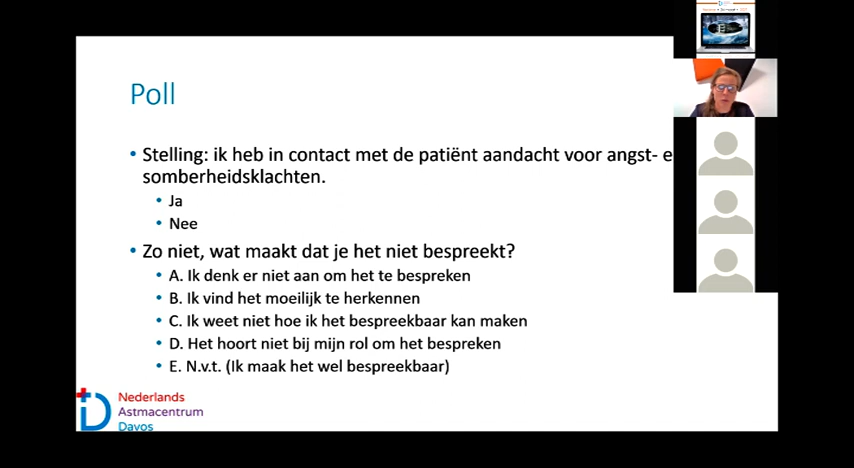 Poll
• Stelling: ik heb in contact met de patiënt aandacht voor angst- e
somberheidsklachten.
• Ja
• Nee
• Zo niet, wat maakt dat je het niet bespreekt?
• A. Ik denk er niet aan om het te bespreken
• B. Ik vind het moeilijk te herkennen
• C. Ik weet niet hoe ik het bespreekbaar kan maken
• D. Het hoort niet bij mijn rol om het bespreken
• E. N.v.t. (Ik maak het wel bespreekbaar)
Nederlands
Astmacentrum
Davos